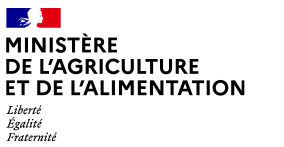 MINISTÈRE
DE L'AGRICULTURE
ET DE L'ALIMENTATION
Liberté
Égalité
Fraternité